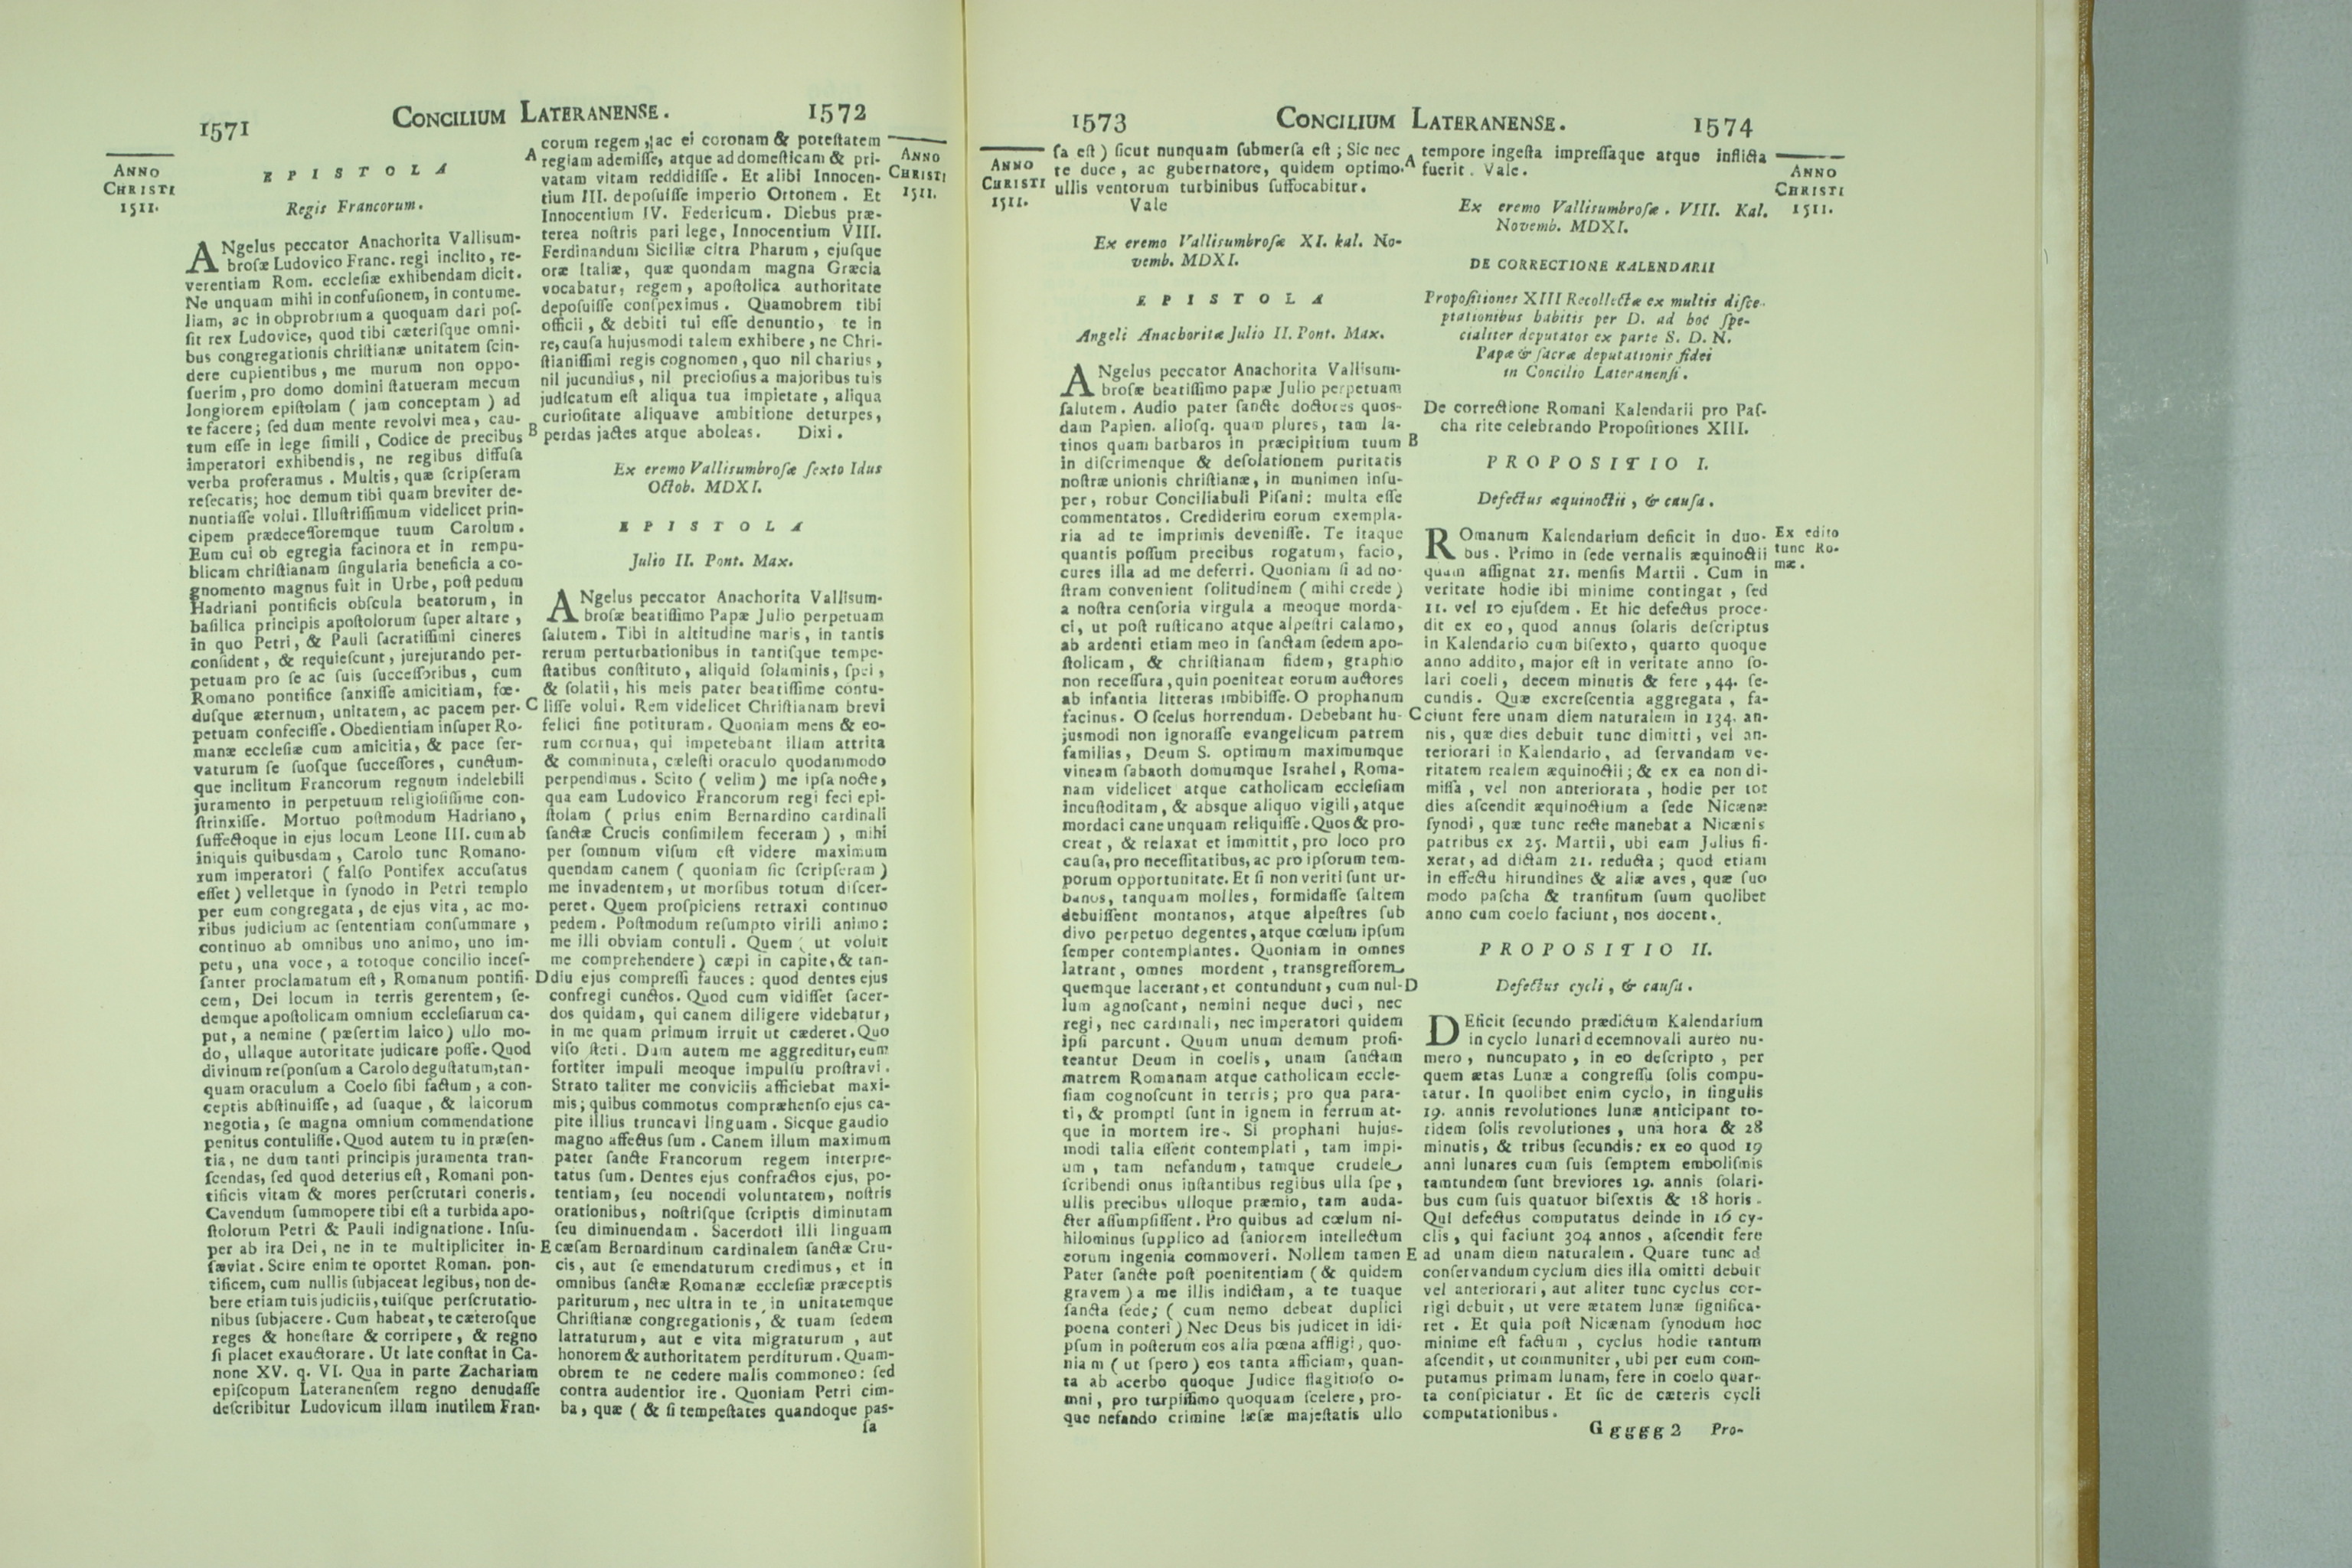 1571
CONCILIUM LATERANENSE.
1572
ANNO
CHRISTI
1511.
EPISTOLA
Regis Francorum.
ANgelus peccator Anachorita Vallisum-
brosæ Ludovico Franc. regi inclito, re-
verentiam Rom. ecclesiæ exhibendam dicit.
Ne unquam mihi in confusionem, in contume-
liam, ac in obprobrium a quoquam dari pos-
sit rex Ludovice, quod tibi cæterisque omni-
bus congregationis christianæ unitatem scin-
dere cupientibus, me murum non oppo-
suerim, pro domo domini statueram mecum
longiorem epistolam ( jam conceptam ) ad
te facere; sed dum mente revolvi mea, cau-
tum esse in lege simili, Codice de precibus
imperatori exhibendis, ne regibus diffusa
verba proferamus. Multis, quæ scripseram
resecatis; hoc demum tibi quam breviter de-
nuntiasse volui. Illustrissimum videlicet prin-
cipem prædecessoremque tuum Carolum.
Eum cui ob egregia facinora et in rempu-
blicam christianam singularia beneficia a co-
gnomento magnus fuit in Urbe, post pedum
Hadriani pontificis obscula beatorum, in
basilica principis apostolorum super altare,
in quo Petri, & Pauli sacratissimi cineres
consident, & requiescunt, jurejurando per-
petuam pro se ac suis successoribus, cum
Romano pontifice sanxisse amicitiam, fœ-
dusque æternum, unitatem, ac pacem per-
petuam confecisse. Obedientiam insuper Ro-
manæ ecclesiæ cum amicitia, & pace ser-
vaturum se suosque successores, cunctum-
que inclitum Francorum regnum indelebili
juramento in perpetuum religiosissime con-
strinxisse. Mortuo postmodum Hadriano,
suffectoque in ejus locum Leone III. cum ab
iniquis quibusdam, Carolo tunc Romano-
rum imperatori ( falso Pontifex accusatus
esset ) velletque in synodo in Petri templo
per eum congregata, de ejus vita, ac mo-
ribus judicium ac sententiam consummare,
continuo ab omnibus uno animo, uno im-
petu, una voce, a totoque concilio inces-
santer proclamatum est, Romanum pontifi-
cem, Dei locum in terris gerentem, se-
demque apostolicam omnium ecclesiarum ca-
put, a nemine ( pæsertim laico) ullo mo-
do, ullaque autoritate judicare posse. Quod
divinum responsum a Carolo degustatum, tan-
quam oraculum a Coelo sibi factum, a con-
ceptis abstinuisse, ad suaque, & laicorum
negotia, se magna omnium commendatione
penitus contulisse. Quod autem tu in præsen-
tia, ne dum tanti principis juramenta tran-
scendas, sed quod deterius est, Romani pon-
tificis vitam & mores perscrutari coneris.
Cavendum summopere tibi est a turbida apo-
stolorum Petri & Pauli indignatione. Insu-
per ab ira Dei, ne in te multipliciter in-
sæviat. Scire enim te oportet Roman. pon-
tificem, cum nullis subjaceat legibus, non de-
bere etiam tuis judiciis, tuisque perscrutatio-
nibus subjacere. Cum habeat, te cæterosque
reges & honestare & corripere, & regno
si placet exauctorare. Ut late constat in Ca-
none XV. q. VI. Qua in parte Zachariam
episcopum Lateranensem regno denudasse
describitur Ludovicum illum inutilem Fran-
A
B
C
D
E
corum regem, ac ei coronam & potestatem
regiam ademisse, atque ad domesticam & pri-
vatam vitam reddidisse. Et alibi Innocen-
tium III. deposuisse imperio Ortonem. Et
Innocentium IV. Federicum. Diebus præ-
terea nostris pari lege, Innocentium VIII.
Ferdinandum Siciliæ citra Pharum, ejusque
oræ Italiæ, quæ quondam magna Græcia
vocabatur, regem, apostolica authoritate
deposuisse conspeximus. Quamobrem tibi
officii, & debiti tui esse denuntio, te in
re, causa hujusmodi talem exhibere, ne Chri-
stianissimi regis cognomen, quo nil charius,
nil jucundius, nil preciosius a majoribus tuis
judicatum est aliqua tua impietate, aliqua
curiositate aliquave ambitione deturpes,
perdas jactes atque aboleas. Dixi.
Ex eremo Vallisumbrosæ sexto Idus
Octob. MDXI.
EPISTOLA
Julio II. Pont. Max.
ANgelus peccator Anachorita Vallisum-
brosæ beatissimo Papæ Julio perpetuam
salutem. Tibi in altitudine maris, in tantis
rerum perturbationibus in tantisque tempe-
statibus constituto, aliquid solaminis, spei,
& solatii, his meis pater beatissime contu-
lisse volui. Rem videlicet Christianam brevi
felici fine potituram. Quoniam mens & eo-
rum cornua, qui impetebant illam attrita
& comminuta, cælesti oraculo quodammodo
perpendimus. Scito ( velim) me ipsa nocte,
qua eam Ludovico Francorum regi feci epi-
stolam ( prius enim Bernardino cardinali
sanctæ Crucis consimilem feceram ), mihi
per somnum visum est videre maximum
quendam canem ( quoniam sic scripseram )
me invadentem, ut morsibus totum discer-
peret. Quem prospiciens retraxi continuo
pedem. Postmodum resumpto virili animo:
me illi obviam contuli. Quem ( ut voluit
me comprehendere) cæpi in capite, & tan-
diu ejus compressi fauces: quod dentes ejus
confregi cunctos. Quod cum vidisset sacer-
dos quidam, qui canem diligere videbatur,
in me quam primum irruit ut cæderet. Quo
viso steti. Dum autem me aggreditur, eum
fortiter impuli meoque impulsu prostravi.
Strato taliter me conviciis afficiebat maxi-
mis; quibus commotus compræhenso ejus ca-
pite illius truncavi linguam. Sicque gaudio
magno affectus sum. Canem illum maximum
pater sancte Francorum regem interpre-
tatus sum. Dentes ejus confractos ejus, po-
tentiam, seu nocendi voluntatem, nostris
orationibus, nostrisque scriptis diminutam
seu diminuendam. Sacerdoti illi linguam
cæsam Bernardinum cardinalem sanctæ Cru-
cis, aut se emendaturum credimus, et in
omnibus sanctæ Romanæ ecclesiæ præceptis
pariturum, nec ultra in te, in unitatemque
Christianæ congregationis, & tuam sedem
latraturum, aut e vita migraturum, aut
honorem & authoritatem perditurum. Quam-
obrem te ne cedere malis commoneo: sed
contra audentior ire. Quoniam Petri cim-
ba, quæ ( & si tempestates quandoque pas-
sa
ANNO
CHRISTI
1511.
1573
CONCILIUM LATERANENSE.
1574
ANNO
CHRISTI
1511.
sa est ) sicut nunquam submersa est; Sic nec
te duce, ac gubernatore, quidem optimo.
ullis ventorum turbinibus suffocabitur.
Vale
Ex eremo Vallisumbrosæ XI. kal. No-
vemb. MDXI.
EPISTOLA
Angeli Anachoritæ Julio II. Pont. Max.
ANgelus peccator Anachorita Vallisum-
brosæ beatissimo papæ Julio perpetuam
salutem. Audio pater sancte doctores quos-
dam Papien. aliosq. quam plures, tam la-
tinos quam barbaros in præcipitium tuum
in discrimenque & desolationem puritatis
nostræ unionis christianæ, in munimen insu-
per, robur Conciliabuli Pisani: multa esse
commentatos. Crediderim eorum exempla-
ria ad te imprimis devenisse. Te itaque
quantis possum precibus rogatum, facio,
cures illa ad me deferri. Quoniam si ad no-
stram convenient solitudinem ( mihi crede )
a nostra censoria virgula a meoque morda-
ci, ut post rusticano atque alpestri calamo,
ab ardenti etiam meo in sanctam sedem apo-
stolicam, & christianam fidem, graphio
non recessura, quin poeniteat eorum auctores
ab infantia litteras imbibisse. O prophanum
facinus. O scelus horrendum. Debebant hu-
jusmodi non ignorasse evangelicum patrem
familias, Deum S. optimum maximumque
vineam sabaoth domumque Israhel, Roma-
nam videlicet atque catholicam ecclesiam
incustoditam, & absque aliquo vigili, atque
mordaci cane unquam reliquisse. Quos & pro-
creat, & relaxat et immittit, pro loco pro
causa, pro necessitatibus, ac pro ipsorum tem-
porum opportunitate. Et si non veriti sunt ur-
banos, tanquam molles, formidasse saltem
debuissent montanos, atque alpestres sub
divo perpetuo degentes, atque cœlum ipsum
semper contemplantes. Quoniam in omnes
latrant, omnes mordent, transgressorem
quemque lacerant, et contundunt, cum nul-
lum agnoscant, nemini neque duci, nec
regi, nec cardinali, nec imperatori quidem
ipsi parcunt. Quum unum demum profi-
teantur Deum in coelis, unam sanctam
matrem Romanam atque catholicam eccle-
siam cognoscunt in terris; pro qua para-
ti, & prompti sunt in ignem in ferrum at-
que in mortem ire. Si prophani hujus-
modi talia essent contemplati, tam impi-
um, tam nefandum, tamque crudele
scribendi onus instantibus regibus ulla spe,
ullis precibus ulloque præmio, tam auda-
cter assumpsissent. Pro quibus ad cœlum ni-
hilominus supplico ad saniorem intellectum
eorum ingenia commoveri. Nollem tamen
Pater sancte post poenitentiam ( & quidem
gravem ) a me illis indictam, a te tuaque
sancta sede; ( cum nemo debeat duplici
poena conteri ) Nec Deus bis judicet in idi-
psum in posterum eos alia pœna affligi, quo-
niam ( ut spero ) eos tanta afficiam, quan-
ta ab acerbo quoque Judice flagitioso o-
mni, pro turpissimo quoquam scelere, pro-
que nefando crimine læsæ majestatis ullo
A
B
C
D
E
tempore ingesta impressaque atque inflicta
fuerit. Vale.
Ex eremo Vallisumbrosæ. VIII. Kal.
Novemb. MDXI.
DE CORRECTIONE KALENDARII
Propositiones XIII Recollectæ ex multis disce-
ptationibus habitis per D. ad hoc spe-
cialiter deputatos ex parte S. D. N.
Papæ & sacræ deputationis fidei
in Concilio Lateranensi.
De correctione Romani Kalendarii pro Pas-
cha rite celebrando Propositiones XIII.
PROPOSITIO I.
Defectus æquinoctii, & causa.
ROmanum Kalendarium deficit in duo-
bus. Primo in sede vernalis æquinoctii
quam assignat 21. mensis Martii. Cum in
veritate hodie ibi minime contingat, sed
11. vel 10 ejusdem. Et hic defectus proce-
dit ex eo, quod annus solaris descriptus
in Kalendario cum bisexto, quarto quoque
anno addito, major est in veritate anno so-
lari coeli, decem minutis & fere, 44. se-
cundis. Quæ excrescentia aggregata, fa-
ciunt fere unam diem naturalem in 134. an-
nis, quæ dies debuit tunc dimitti, vel an-
teriorari in Kalendario, ad servandam ve-
ritatem realem æquinoctii; & ex ea non di-
missa, vel non anteriorata, hodie per tot
dies ascendit æquinoctium a sede Nicænæ
synodi, quæ tunc recte manebat a Nicænis
patribus ex 25. Martii, ubi eam Julius fi-
xerat, ad dictam 21. reducta; quod etiam
in effectu hirundines & aliæ aves, quæ suo
modo pascha & transitum suum quolibet
anno cum coelo faciunt, nos docent.
PROPOSITIO II.
Defectus cycli, & causa.
DEficit secundo prædictum Kalendarium
in cyclo lunari decemnovali aureo nu-
mero, nuncupato, in eo descripto, per
quem ætas Lunæ a congressu solis compu-
tatur. In quolibet enim cyclo, in singulis
19. annis revolutiones lunæ anticipant to-
tidem solis revolutiones, una hora & 28
minutis, & tribus secundis: ex eo quod 19
anni lunares cum suis semptem embolismis
tamtundem sunt breviores 19. annis solari-
bus cum suis quatuor bisextis & 18 horis.
Qui defectus computatus deinde in 16 cy-
clis, qui faciunt 304 annos, ascendit fere
ad unam diem naturalem. Quare tunc ad
conservandum cyclum dies illa omitti debuit
vel anteriorari, aut aliter tunc cyclus cor-
rigi debuit, ut vere ætatem lunæ significa-
ret. Et quia post Nicænam synodum hoc
minime est factum, cyclus hodie tantum
ascendit, ut communiter, ubi per eum com-
putamus primam lunam, fere in coelo quar-
ta conspiciatur. Et sic de cæteris cycli
computationibus.
Ggggg 2 Pro-
ANNO
CHRISTI
1511.
Ex edito
tunc Ro-
mæ.